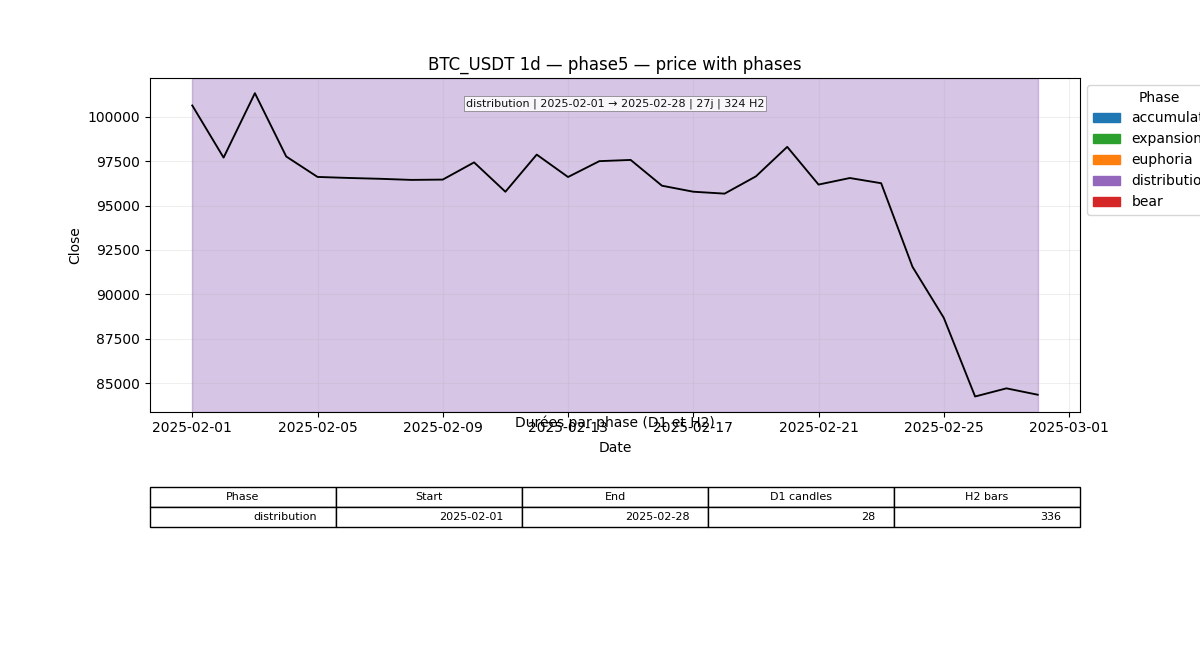 BTC_USDT 1d — phase5 — price with phases
distribution | 2025-02-01 → 2025-02-28 | 27j | 324 H2
Phase
accumulat
expansion
euphoria
distributio
bear
Close
100000
97500
95000
92500
90000
87500
85000
2025-02-01 2025-02-05 2025-02-09 2025-02-13 2025-02-17 2025-02-21 2025-02-25 2025-03-01
Durées par phase (D1 et H2)
Date
Phase Start End D1 candles H2 bars
distribution 2025-02-01 2025-02-28 28 336